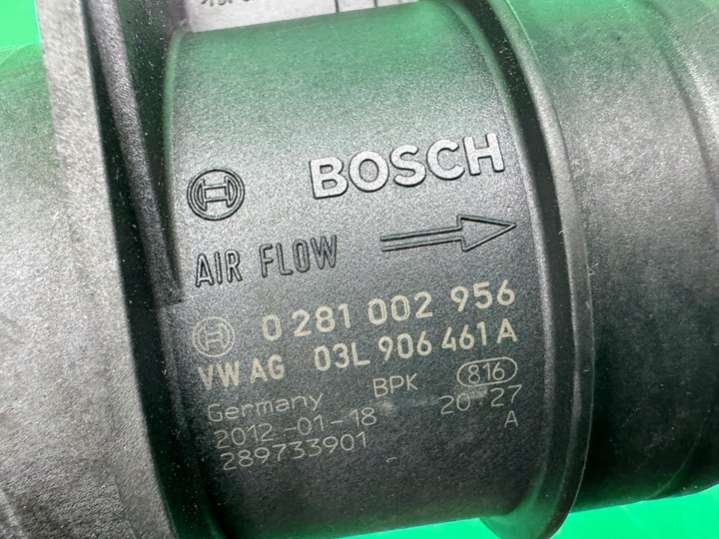 BOSCH
AIR FLOW
0 281 002 956
VW AG 03L 906 461 A
Germany BPK 816
2012-01-18 20:27
289733901 A